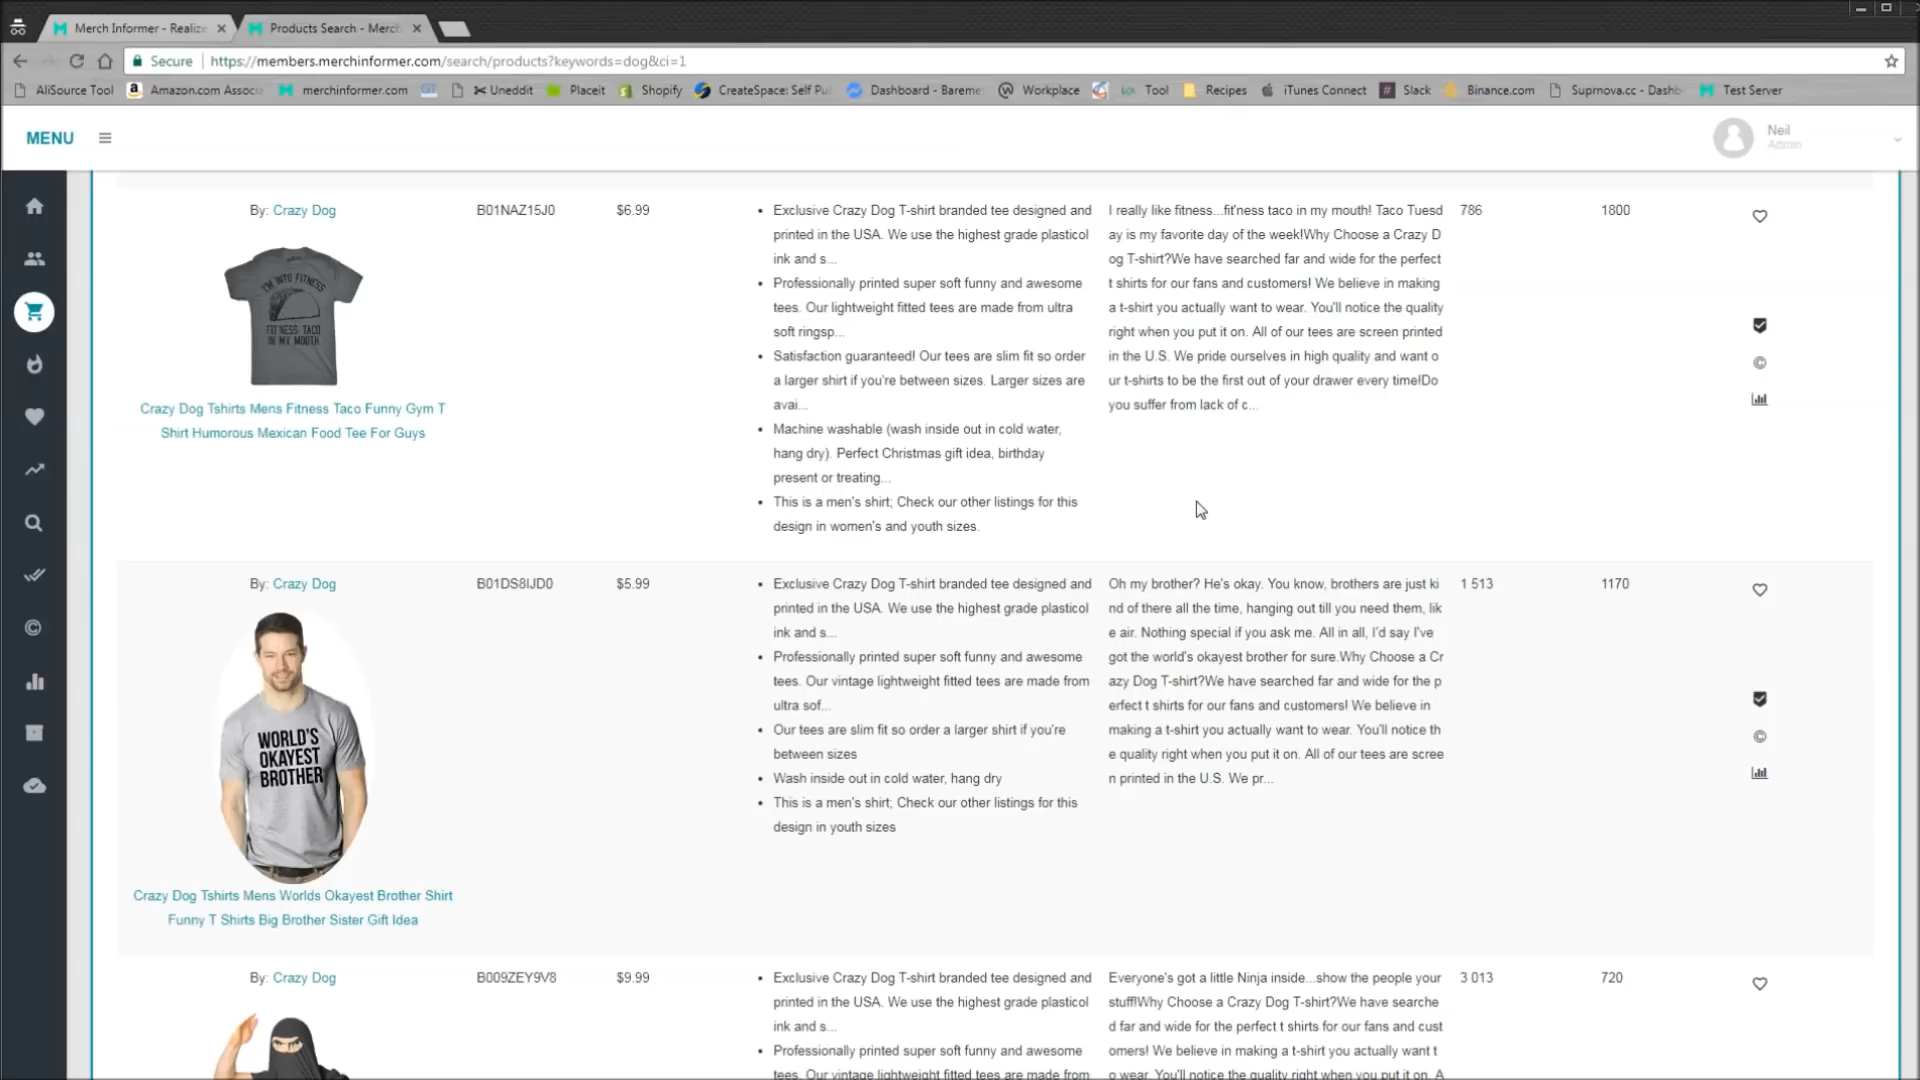 Merch Informer - Realize
Products Search - Merch
Secure
https://members.merchinformer.com/search/products?keywords=dog&ci=1
AliSource Tool
Amazon.com Associ
merchinformer.com
Uneddit
Placeit
Shopify
CreateSpace: Self Pu
Dashboard - Bareme
Workplace
Tool
Recipes
iTunes Connect
Slack
Binance.com
Suprnova.cc - Dashb
Test Server
MENU
Neil
Admin
By: Crazy Dog
I'M INTO FITNESS
FIT'NESS TACO
IN MY MOUTH
Crazy Dog Tshirts Mens Fitness Taco Funny Gym T
Shirt Humorous Mexican Food Tee For Guys
B01NAZ15J0
$6.99
• Exclusive Crazy Dog T-shirt branded tee designed and
printed in the USA. We use the highest grade plasticol
ink and s...
• Professionally printed super soft funny and awesome
tees. Our lightweight fitted tees are made from ultra
soft ringsp...
• Satisfaction guaranteed! Our tees are slim fit so order
a larger shirt if you're between sizes. Larger sizes are
avai...
• Machine washable (wash inside out in cold water,
hang dry). Perfect Christmas gift idea, birthday
present or treating...
• This is a men's shirt; Check our other listings for this
design in women's and youth sizes.
I really like fitness...fit'ness taco in my mouth! Taco Tuesd
ay is my favorite day of the week!Why Choose a Crazy D
og T-shirt?We have searched far and wide for the perfect
t shirts for our fans and customers! We believe in making
a t-shirt you actually want to wear. You'll notice the quality
right when you put it on. All of our tees are screen printed
in the U.S. We pride ourselves in high quality and want o
ur t-shirts to be the first out of your drawer every time!Do
you suffer from lack of c...
786
1800
By: Crazy Dog
WORLD'S
OKAYEST
BROTHER
Crazy Dog Tshirts Mens Worlds Okayest Brother Shirt
Funny T Shirts Big Brother Sister Gift Idea
B01DS8IJD0
$5.99
• Exclusive Crazy Dog T-shirt branded tee designed and
printed in the USA. We use the highest grade plasticol
ink and s...
• Professionally printed super soft funny and awesome
tees. Our vintage lightweight fitted tees are made from
ultra sof...
• Our tees are slim fit so order a larger shirt if you're
between sizes
• Wash inside out in cold water, hang dry
• This is a men's shirt; Check our other listings for this
design in youth sizes
Oh my brother? He's okay. You know, brothers are just ki
nd of there all the time, hanging out till you need them, lik
e air. Nothing special if you ask me. All in all, I'd say I've
got the world's okayest brother for sure.Why Choose a Cr
azy Dog T-shirt?We have searched far and wide for the p
erfect t shirts for our fans and customers! We believe in
making a t-shirt you actually want to wear. You'll notice th
e quality right when you put it on. All of our tees are scree
n printed in the U.S. We pr...
1 513
1170
By: Crazy Dog
B009ZEY9V8
$9.99
• Exclusive Crazy Dog T-shirt branded tee designed and
printed in the USA. We use the highest grade plasticol
ink and s...
• Professionally printed super soft funny and awesome
tees. Our vintage lightweight fitted tees are made from
Everyone's got a little Ninja inside...show the people your
stuff!Why Choose a Crazy Dog T-shirt?We have searche
d far and wide for the perfect t shirts for our fans and cust
omers! We believe in making a t-shirt you actually want t
o wear. You'll notice the quality right when you put it on. A
3 013
720